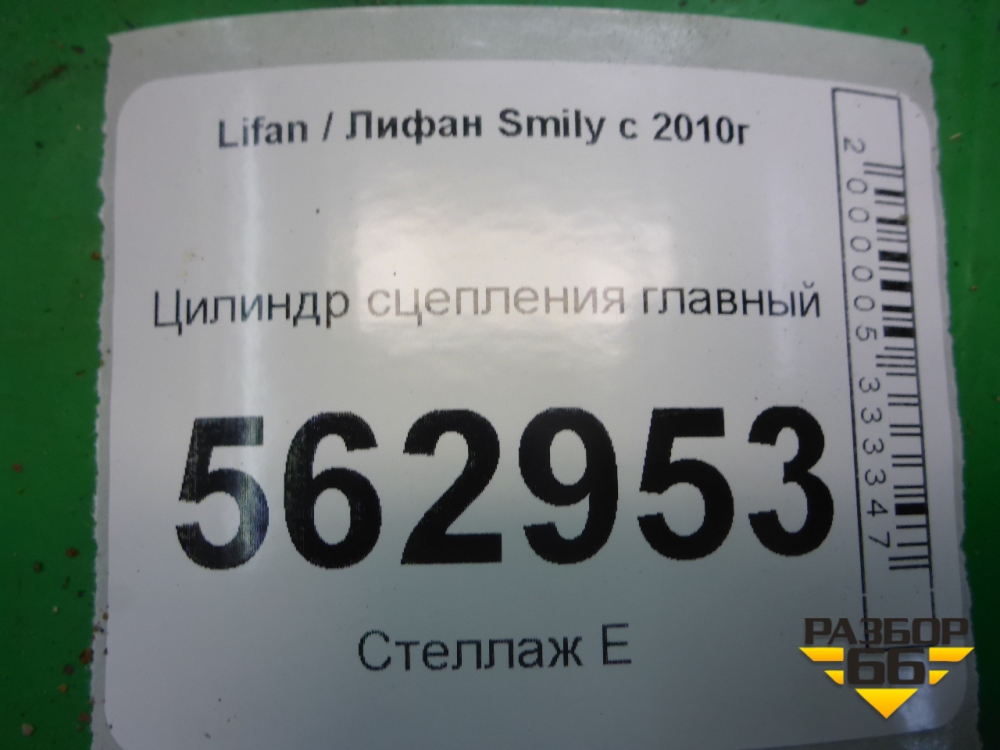 Lifan / Лифан Smily с 2010г
Цилиндр сцепления главный
562953
Стеллаж Е
2000005333347
РАЗБОР
66